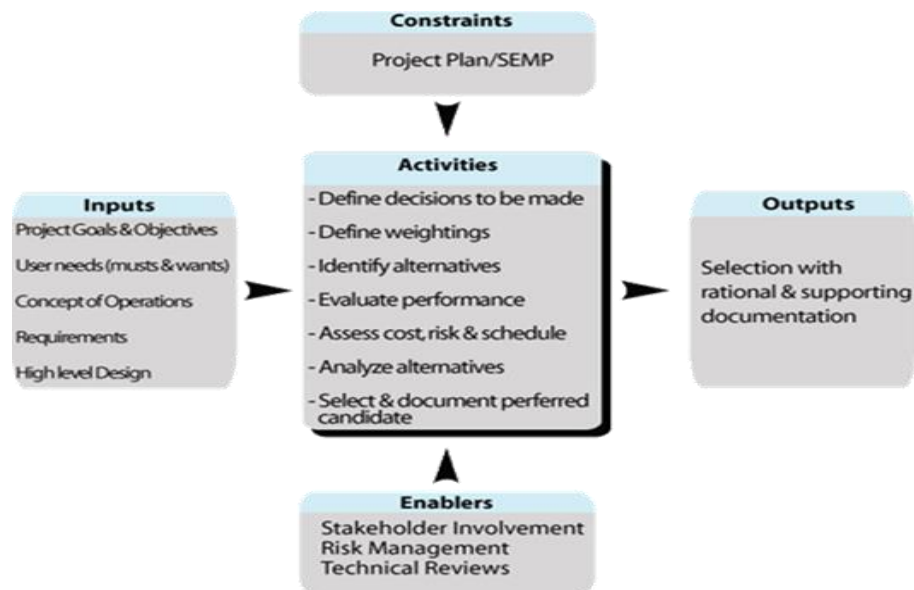 Constraints
Project Plan/SEMP
Inputs
Project Goals & Objectives
User needs (musts & wants)
Concept of Operations
Requirements
High level Design
Activities
- Define decisions to be made
- Define weightings
- Identify alternatives
- Evaluate performance
- Assess cost, risk & schedule
- Analyze alternatives
- Select & document perferred
candidate
Outputs
Selection with
rational & supporting
documentation
Enablers
Stakeholder Involvement
Risk Management
Technical Reviews